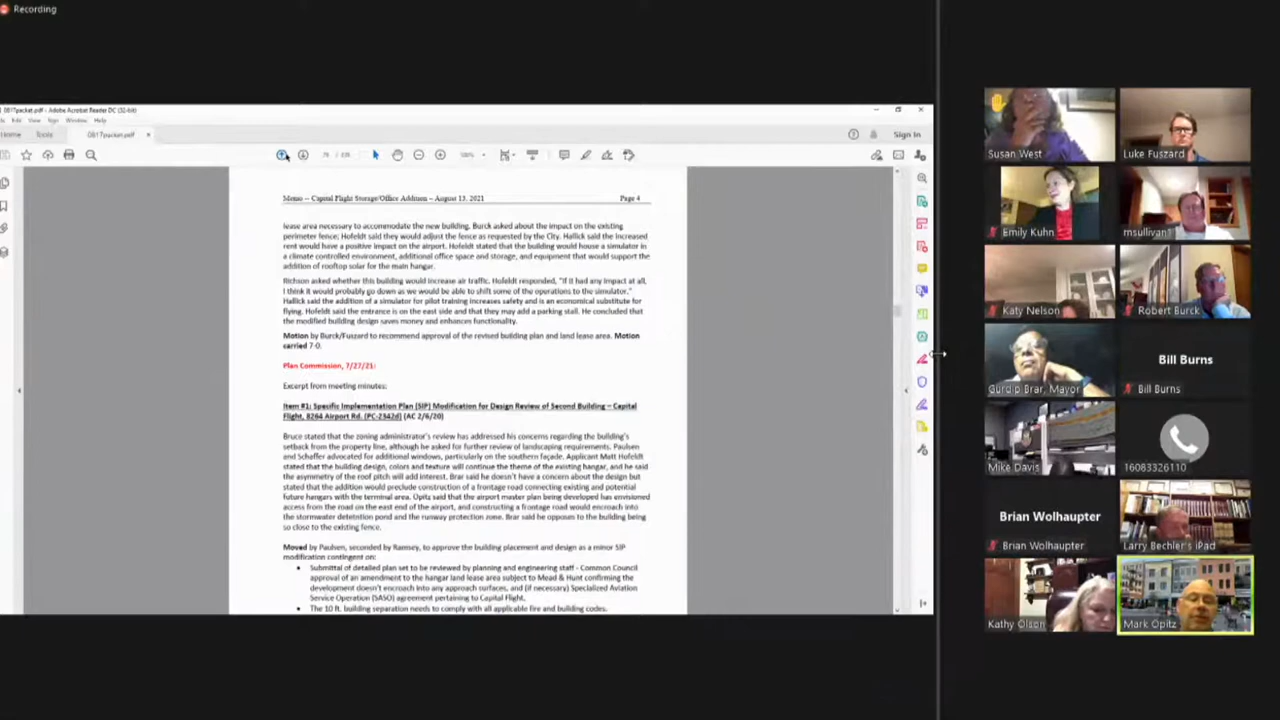 Recording
0817packet.pdf - Adobe Acrobat Reader DC (32-bit)
Edit View Sign Window Help
Home Tools 0817packet.pdf × Sign In
Memo -- Capital Flight Storage/Office Addition – August 13, 2021 Page 4
lease area necessary to accommodate the new building. Burck asked about the impact on the existing
perimeter fence; Hofeldt said they would adjust the fence as requested by the City. Hallick said the increased
rent would have a positive impact on the airport. Hofeldt stated that the building would house a simulator in
a climate controlled environment, additional office space and storage, and equipment that would support the
addition of rooftop solar for the main hangar.
Richson asked whether this building would increase air traffic. Hofeldt responded, "If it had any impact at all,
I think it would probably go down as we would be able to shift some of the operations to the simulator."
Hallick said the addition of a simulator for pilot training increases safety and is an economical substitute for
flying. Hofeldt said the entrance is on the east side and that they may add a parking stall. He concluded that
the modified building design saves money and enhances functionality.
Motion by Burck/Fuszard to recommend approval of the revised building plan and land lease area. Motion
carried 7-0.
Plan Commission, 7/27/21:
Excerpt from meeting minutes:
Item #1: Specific Implementation Plan (SIP) Modification for Design Review of Second Building – Capital
Flight, 8264 Airport Rd. (PC-2342d) (AC 2/6/20)
Bruce stated that the zoning administrator's review has addressed his concerns regarding the building's
setback from the property line, although he asked for further review of landscaping requirements. Paulsen
and Schaffer advocated for additional windows, particularly on the southern façade. Applicant Matt Hofeldt
stated that the building design, colors and texture will continue the theme of the existing hangar, and he said
the asymmetry of the roof pitch will add interest. Brar said he doesn't have a concern about the design but
stated that the addition would preclude construction of a frontage road connecting existing and potential
future hangars with the terminal area. Opitz said that the airport master plan being developed has envisioned
access from the road on the east end of the airport, and constructing a frontage road would encroach into
the stormwater detetntion pond and the runway protection zone. Brar said he opposes to the building being
so close to the existing fence.
Moved by Paulsen, seconded by Ramsey, to approve the building placement and design as a minor SIP
modification contingent on:
• Submittal of detailed plan set to be reviewed by planning and engineering staff - Common Council
approval of an amendment to the hangar land lease area subject to Mead & Hunt confirming the
development doesn't encroach into any approach surfaces, and (if necessary) Specialized Aviation
Service Operation (SASO) agreement pertaining to Capital Flight.
• The 10 ft. building separation needs to comply with all applicable fire and building codes.
Susan West
Luke Fuszard
Emily Kuhn
msullivan1
Katy Nelson
Robert Burck
Gurdip Brar, Mayor
Bill Burns
Bill Burns
Mike Davis
16083326110
Brian Wolhaupter
Brian Wolhaupter
Larry Bechler's iPad
Kathy Olson
Mark Opitz